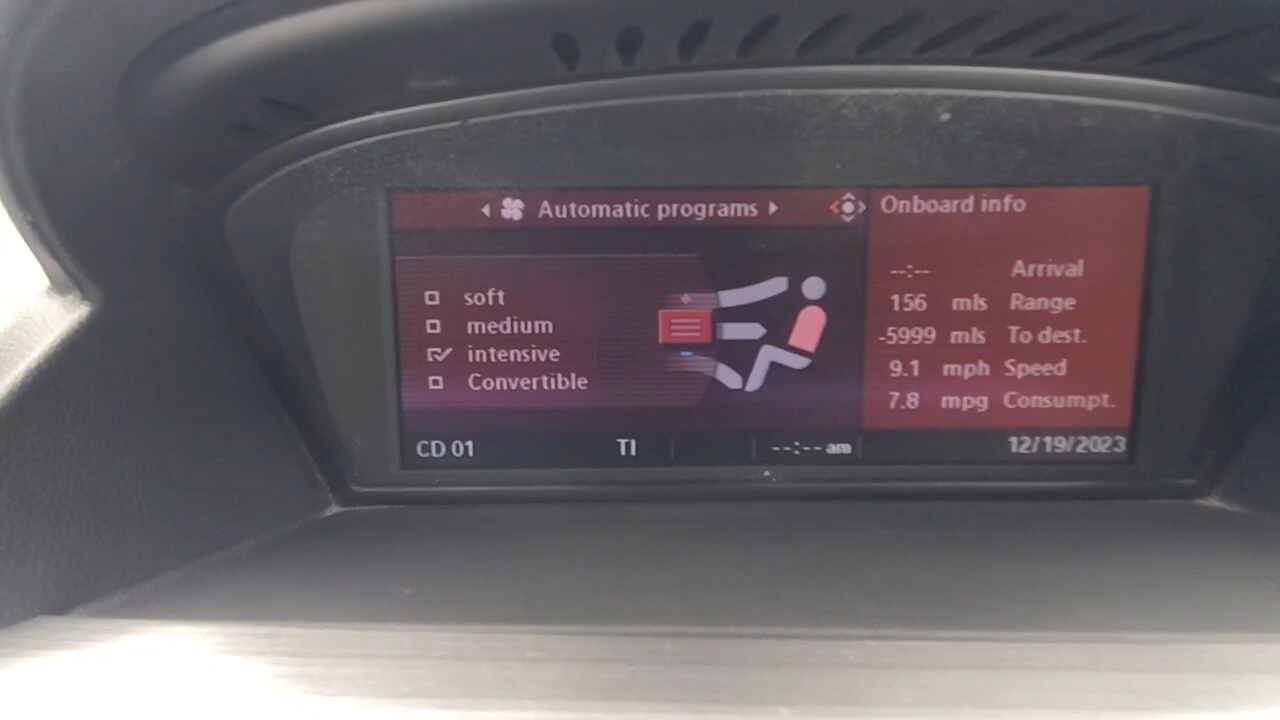 Automatic programs
soft
medium
intensive
Convertible
Onboard info
--:-- Arrival
156 mls Range
-5999 mls To dest.
9.1 mph Speed
7.8 mpg Consumpt.
CD 01 TI --:-- am 12/19/2023